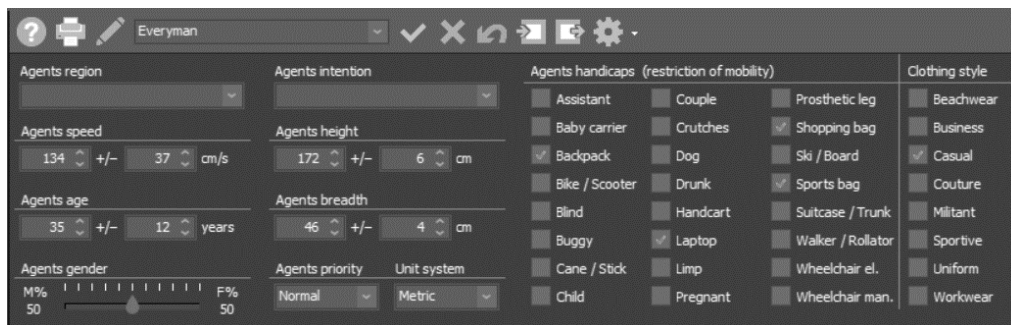 Everyman
Agents region
Agents intention
Agents handicaps (restriction of mobility)
Clothing style
Assistant
Couple
Prosthetic leg
Beachwear
Agents speed
Agents height
Baby carrier
Crutches
Shopping bag
Business
134 +/- 37 cm/s
172 +/- 6 cm
Backpack
Dog
Ski / Board
Casual
Bike / Scooter
Drunk
Sports bag
Couture
Agents age
Agents breadth
Blind
Handcart
Suitcase / Trunk
Militant
35 +/- 12 years
46 +/- 4 cm
Buggy
Laptop
Walker / Rollator
Sportive
Agents gender
Agents priority
Unit system
Cane / Stick
Limp
Wheelchair el.
Uniform
M% F%
50 50
Normal
Metric
Child
Pregnant
Wheelchair man.
Workwear